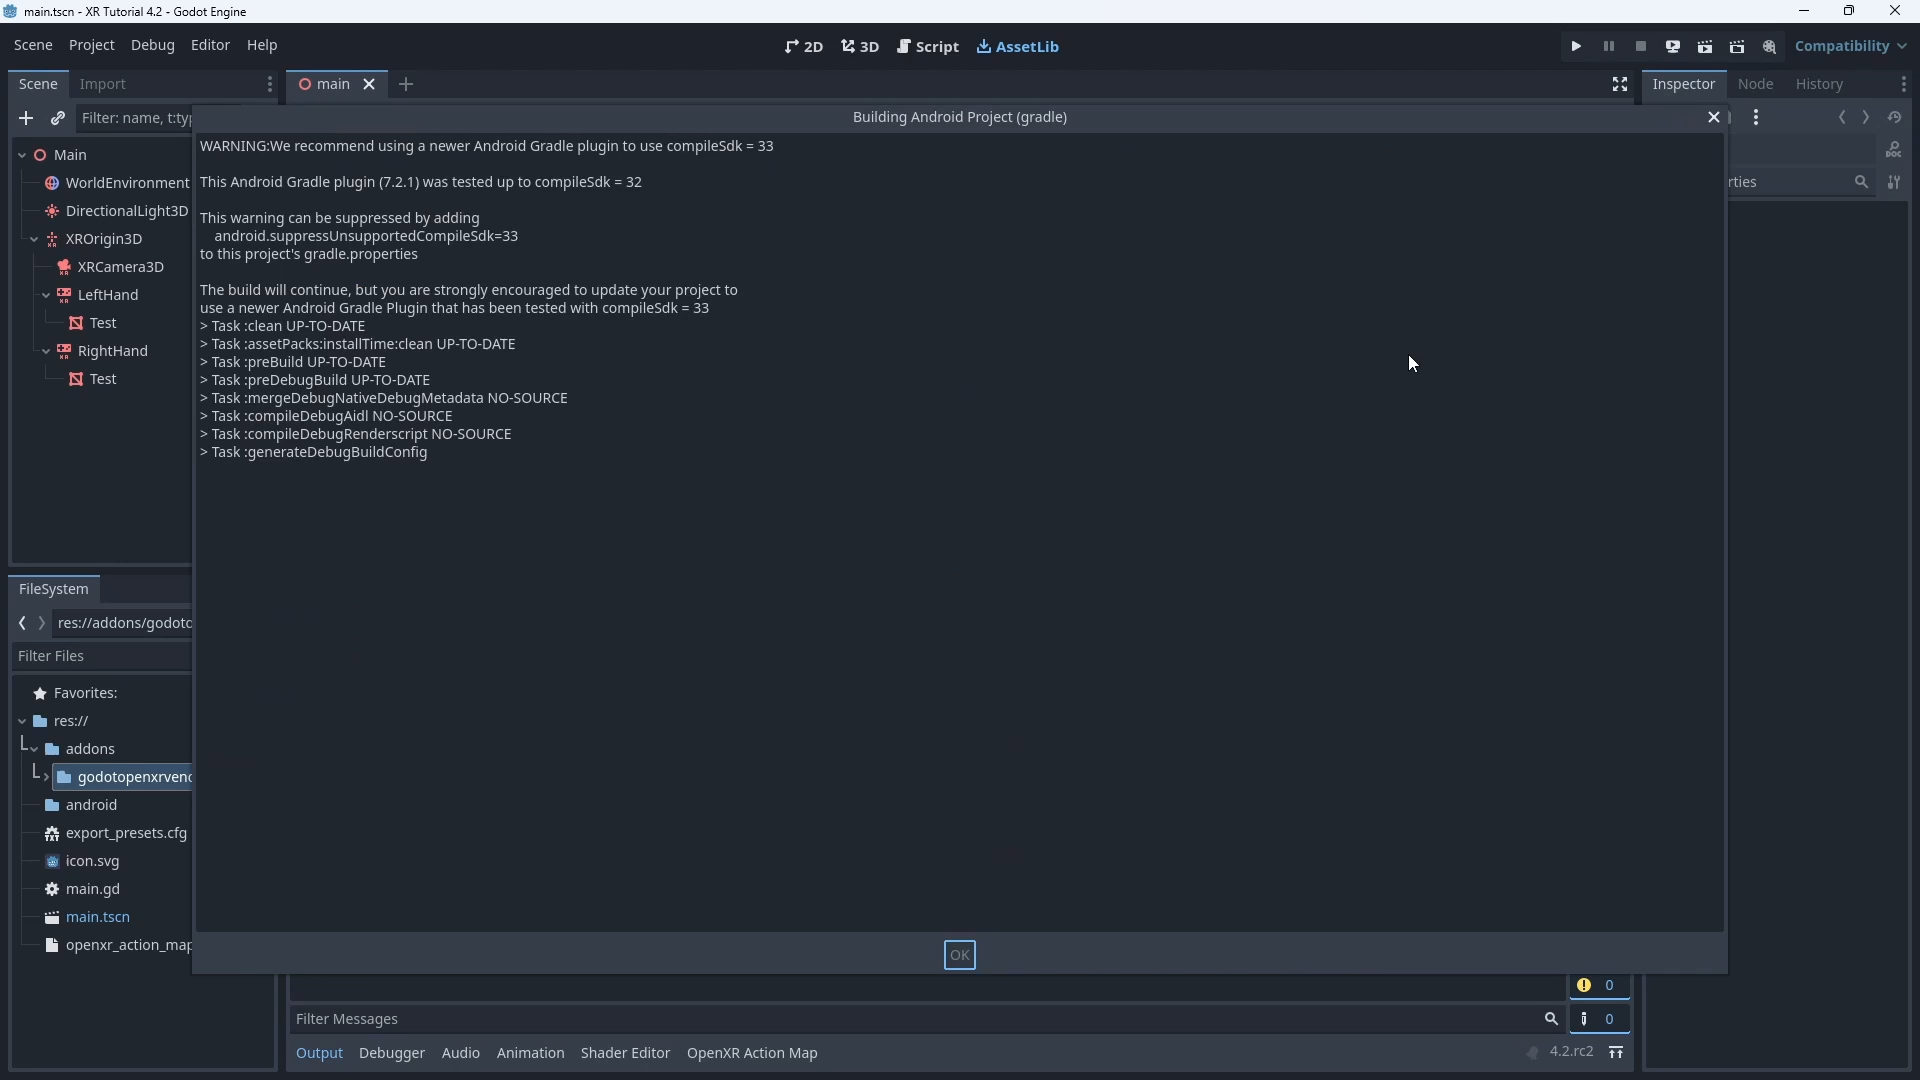 main.tscn - XR Tutorial 4.2 - Godot Engine
Scene Project Debug Editor Help
2D 3D Script AssetLib
Compatibility
Scene Import
main
Inspector Node History
Filter: name, t:typ
Building Android Project (gradle)
WARNING:We recommend using a newer Android Gradle plugin to use compileSdk = 33
This Android Gradle plugin (7.2.1) was tested up to compileSdk = 32
This warning can be suppressed by adding
android.suppressUnsupportedCompileSdk=33
to this project's gradle.properties
The build will continue, but you are strongly encouraged to update your project to
use a newer Android Gradle Plugin that has been tested with compileSdk = 33
> Task :clean UP-TO-DATE
> Task :assetPacks:installTime:clean UP-TO-DATE
> Task :preBuild UP-TO-DATE
> Task :preDebugBuild UP-TO-DATE
> Task :mergeDebugNativeDebugMetadata NO-SOURCE
> Task :compileDebugAidl NO-SOURCE
> Task :compileDebugRenderscript NO-SOURCE
> Task :generateDebugBuildConfig
OK
Main
WorldEnvironment
DirectionalLight3D
XROrigin3D
XRCamera3D
LeftHand
Test
RightHand
Test
DOC
rties
FileSystem
res://addons/godoto
Filter Files
Favorites:
res://
addons
godotopenxrvend
android
export_presets.cfg
icon.svg
main.gd
main.tscn
openxr_action_map
0
Filter Messages
0
Output Debugger Audio Animation Shader Editor OpenXR Action Map
4.2.rc2